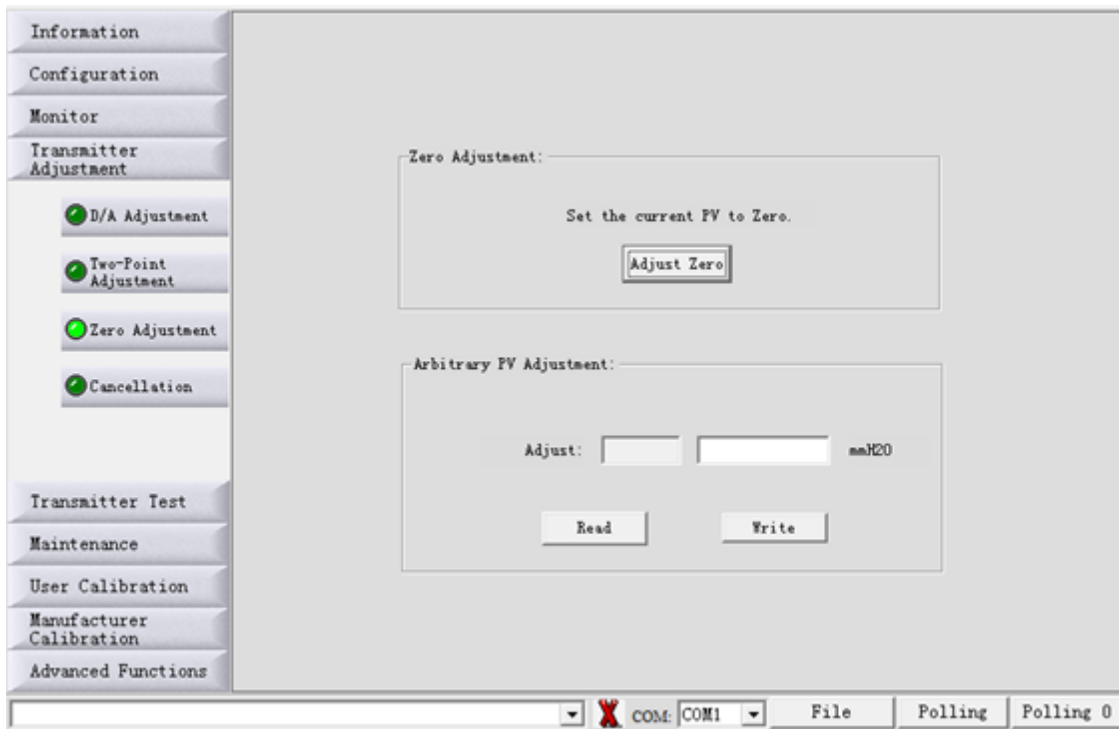 Information
Configuration
Monitor
Transmitter
Adjustment
D/A Adjustment
Two-Point
Adjustment
Zero Adjustment
Cancellation
Transmitter Test
Maintenance
User Calibration
Manufacturer
Calibration
Advanced Functions
Zero Adjustment:
Set the current PV to Zero.
Adjust Zero
Arbitrary PV Adjustment:
Adjust: mmH2O
Read Write
X COM: COM1 File Polling Polling 0